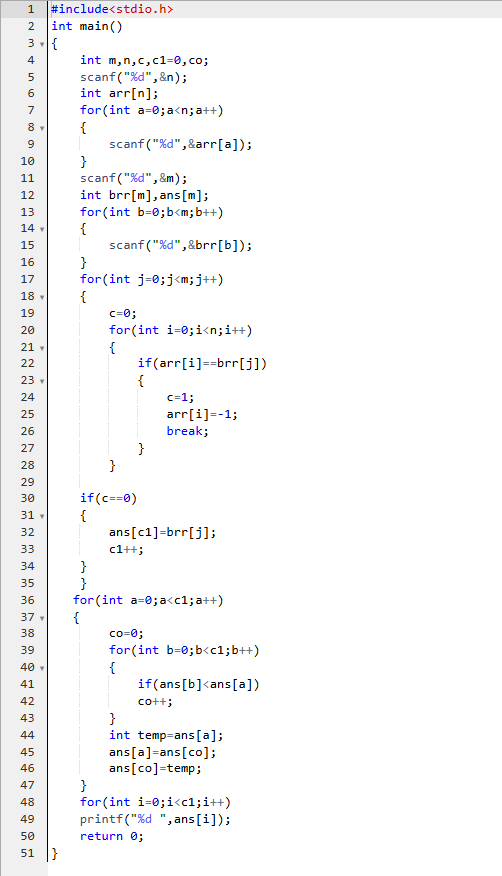 1 #include<stdio.h>
2 int main()
3 {
4 int m,n,c,c1=0,co;
5 scanf("%d",&n);
6 int arr[n];
7 for(int a=0;a<n;a++)
8 {
9 scanf("%d",&arr[a]);
10 }
11 scanf("%d",&m);
12 int brr[m],ans[m];
13 for(int b=0;b<m;b++)
14 {
15 scanf("%d",&brr[b]);
16 }
17 for(int j=0;j<m;j++)
18 {
19 c=0;
20 for(int i=0;i<n;i++)
21 {
22 if(arr[i]==brr[j])
23 {
24 c=1;
25 arr[i]=-1;
26 break;
27 }
28 }
29
30 if(c==0)
31 {
32 ans[c1]=brr[j];
33 c1++;
34 }
35 }
36 for(int a=0;a<c1;a++)
37 {
38 co=0;
39 for(int b=0;b<c1;b++)
40 {
41 if(ans[b]<ans[a])
42 co++;
43 }
44 int temp=ans[a];
45 ans[a]=ans[co];
46 ans[co]=temp;
47 }
48 for(int i=0;i<c1;i++)
49 printf("%d ",ans[i]);
50 return 0;
51 }